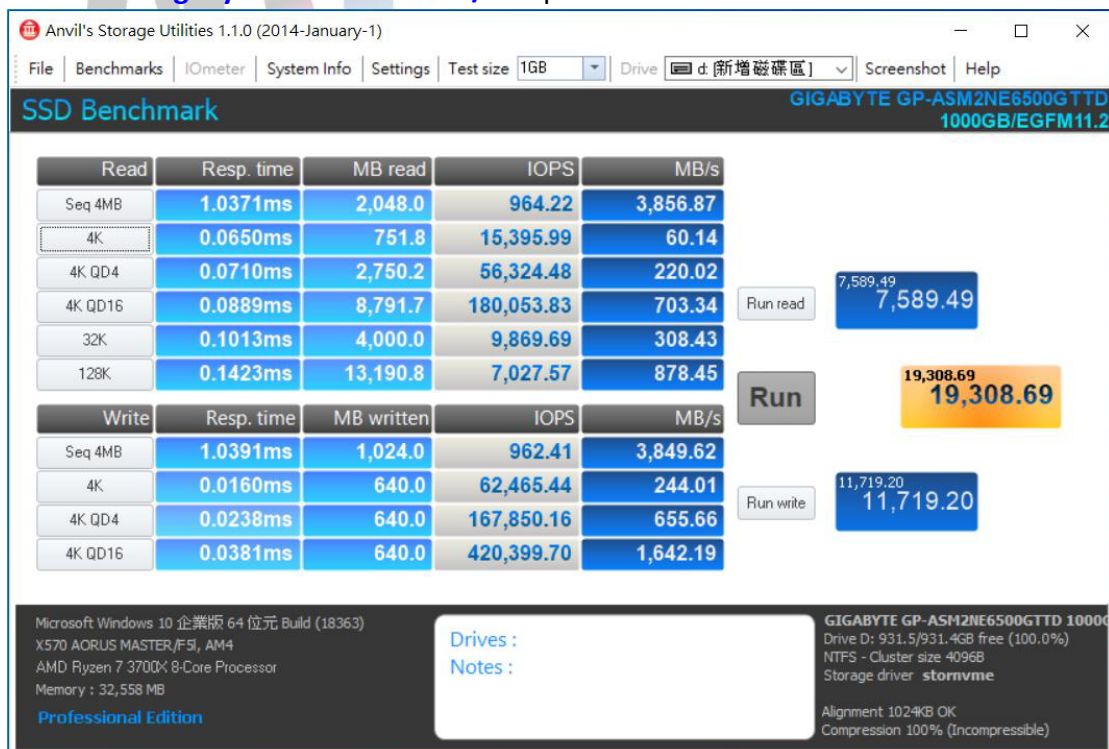 Anvil's Storage Utilities 1.1.0 (2014-January-1)
File Benchmarks IOmeter System Info Settings Test size 1GB Drive d: [新增磁碟區] Screenshot Help
SSD Benchmark
GIGABYTE GP-ASM2NE6500GTTD
1000GB/EGFM11.2
Read Resp. time MB read IOPS MB/s
Seq 4MB 1.0371ms 2,048.0 964.22 3,856.87
4K 0.0650ms 751.8 15,395.99 60.14
4K QD4 0.0710ms 2,750.2 56,324.48 220.02
4K QD16 0.0889ms 8,791.7 180,053.83 703.34
32K 0.1013ms 4,000.0 9,869.69 308.43
128K 0.1423ms 13,190.8 7,027.57 878.45
Run read
7,589.49
7,589.49
Run
19,308.69
19,308.69
Write Resp. time MB written IOPS MB/s
Seq 4MB 1.0391ms 1,024.0 962.41 3,849.62
4K 0.0160ms 640.0 62,465.44 244.01
4K QD4 0.0238ms 640.0 167,850.16 655.66
4K QD16 0.0381ms 640.0 420,399.70 1,642.19
Run write
11,719.20
11,719.20
Microsoft Windows 10 企業版 64 位元 Build (18363)
X570 AORUS MASTER/F5l, AM4
AMD Ryzen 7 3700X 8-Core Processor
Memory : 32,558 MB
Professional Edition
Drives :
Notes :
GIGABYTE GP-ASM2NE6500GTTD 1000G
Drive D: 931.5/931.4GB free (100.0%)
NTFS - Cluster size 4096B
Storage driver stornvme
Alignment 1024KB OK
Compression 100% (Incompressible)